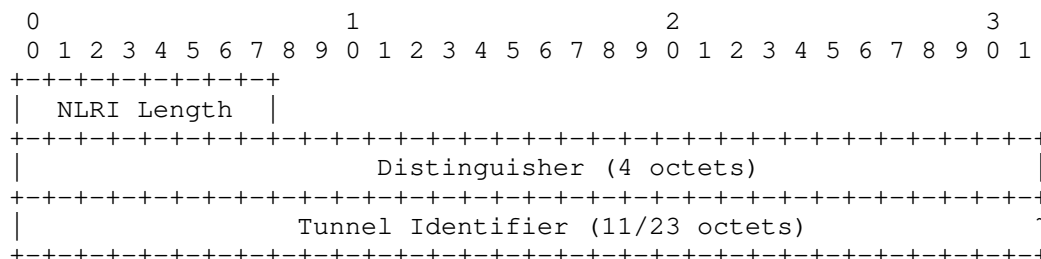 0                   1                   2                   3
 0 1 2 3 4 5 6 7 8 9 0 1 2 3 4 5 6 7 8 9 0 1 2 3 4 5 6 7 8 9 0 1
+-+-+-+-+-+-+-+-+
|  NLRI Length  |
+-+-+-+-+-+-+-+-+-+-+-+-+-+-+-+-+-+-+-+-+-+-+-+-+-+-+-+-+-+-+-+-+
|                      Distinguisher (4 octets)                 |
+-+-+-+-+-+-+-+-+-+-+-+-+-+-+-+-+-+-+-+-+-+-+-+-+-+-+-+-+-+-+-+-+
|                 Tunnel Identifier (11/23 octets)              ~
+-+-+-+-+-+-+-+-+-+-+-+-+-+-+-+-+-+-+-+-+-+-+-+-+-+-+-+-+-+-+-+-+